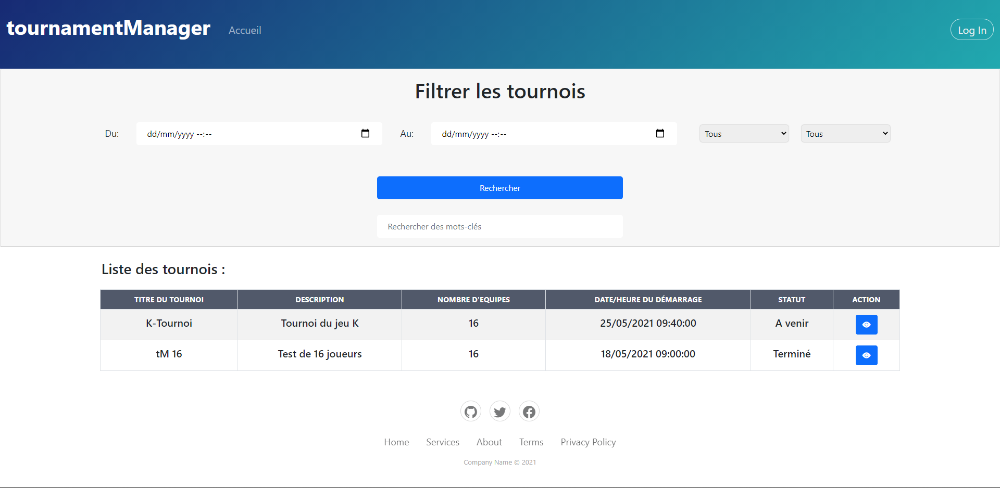 tournamentManager Accueil Log In
Filtrer les tournois
Du: dd/mm/yyyy --:-- Au: dd/mm/yyyy --:-- Tous Tous
Rechercher
Rechercher des mots-clés
Liste des tournois :
TITRE DU TOURNOI DESCRIPTION NOMBRE D'EQUIPES DATE/HEURE DU DÉMARRAGE STATUT ACTION
K-Tournoi Tournoi du jeu K 16 25/05/2021 09:40:00 A venir
tM 16 Test de 16 joueurs 16 18/05/2021 09:00:00 Terminé
Home Services About Terms Privacy Policy
Company Name © 2021